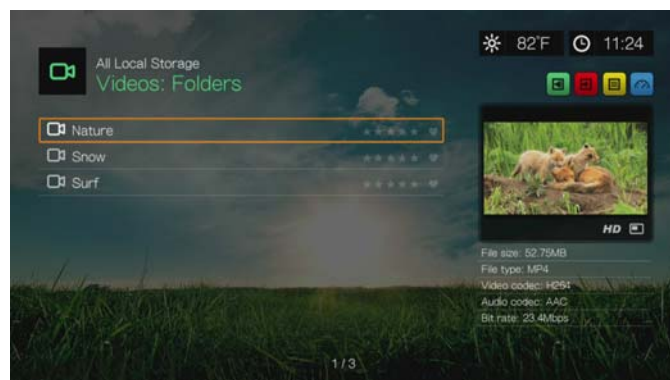 82°F 11:24
All Local Storage
Videos: Folders
Nature
Snow
Surf
HD
File size: 52.75MB
File type: MP4
Video codec: H264
Audio codec: AAC
Bit rate: 23.4Mbps
1/3